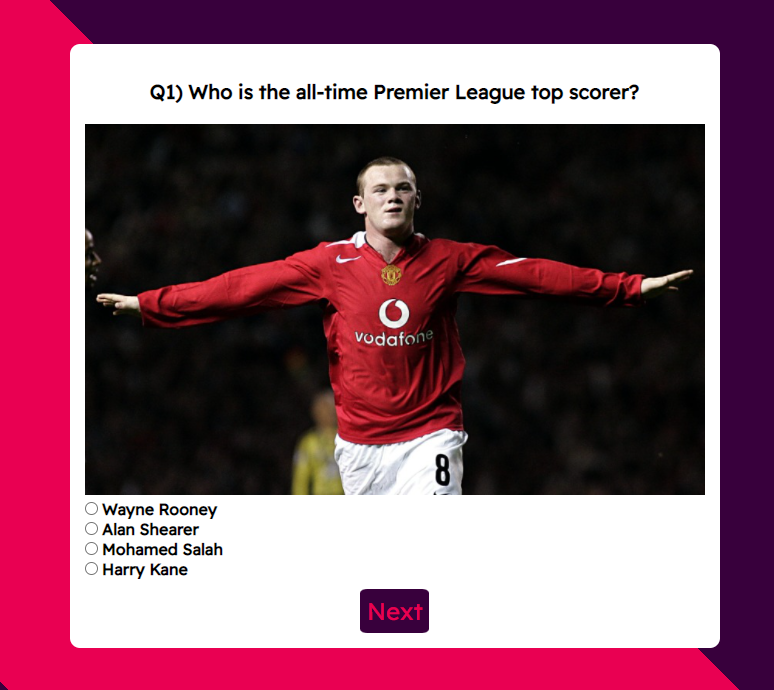 Q1) Who is the all-time Premier League top scorer?
vodafone
8
Wayne Rooney
Alan Shearer
Mohamed Salah
Harry Kane
Next